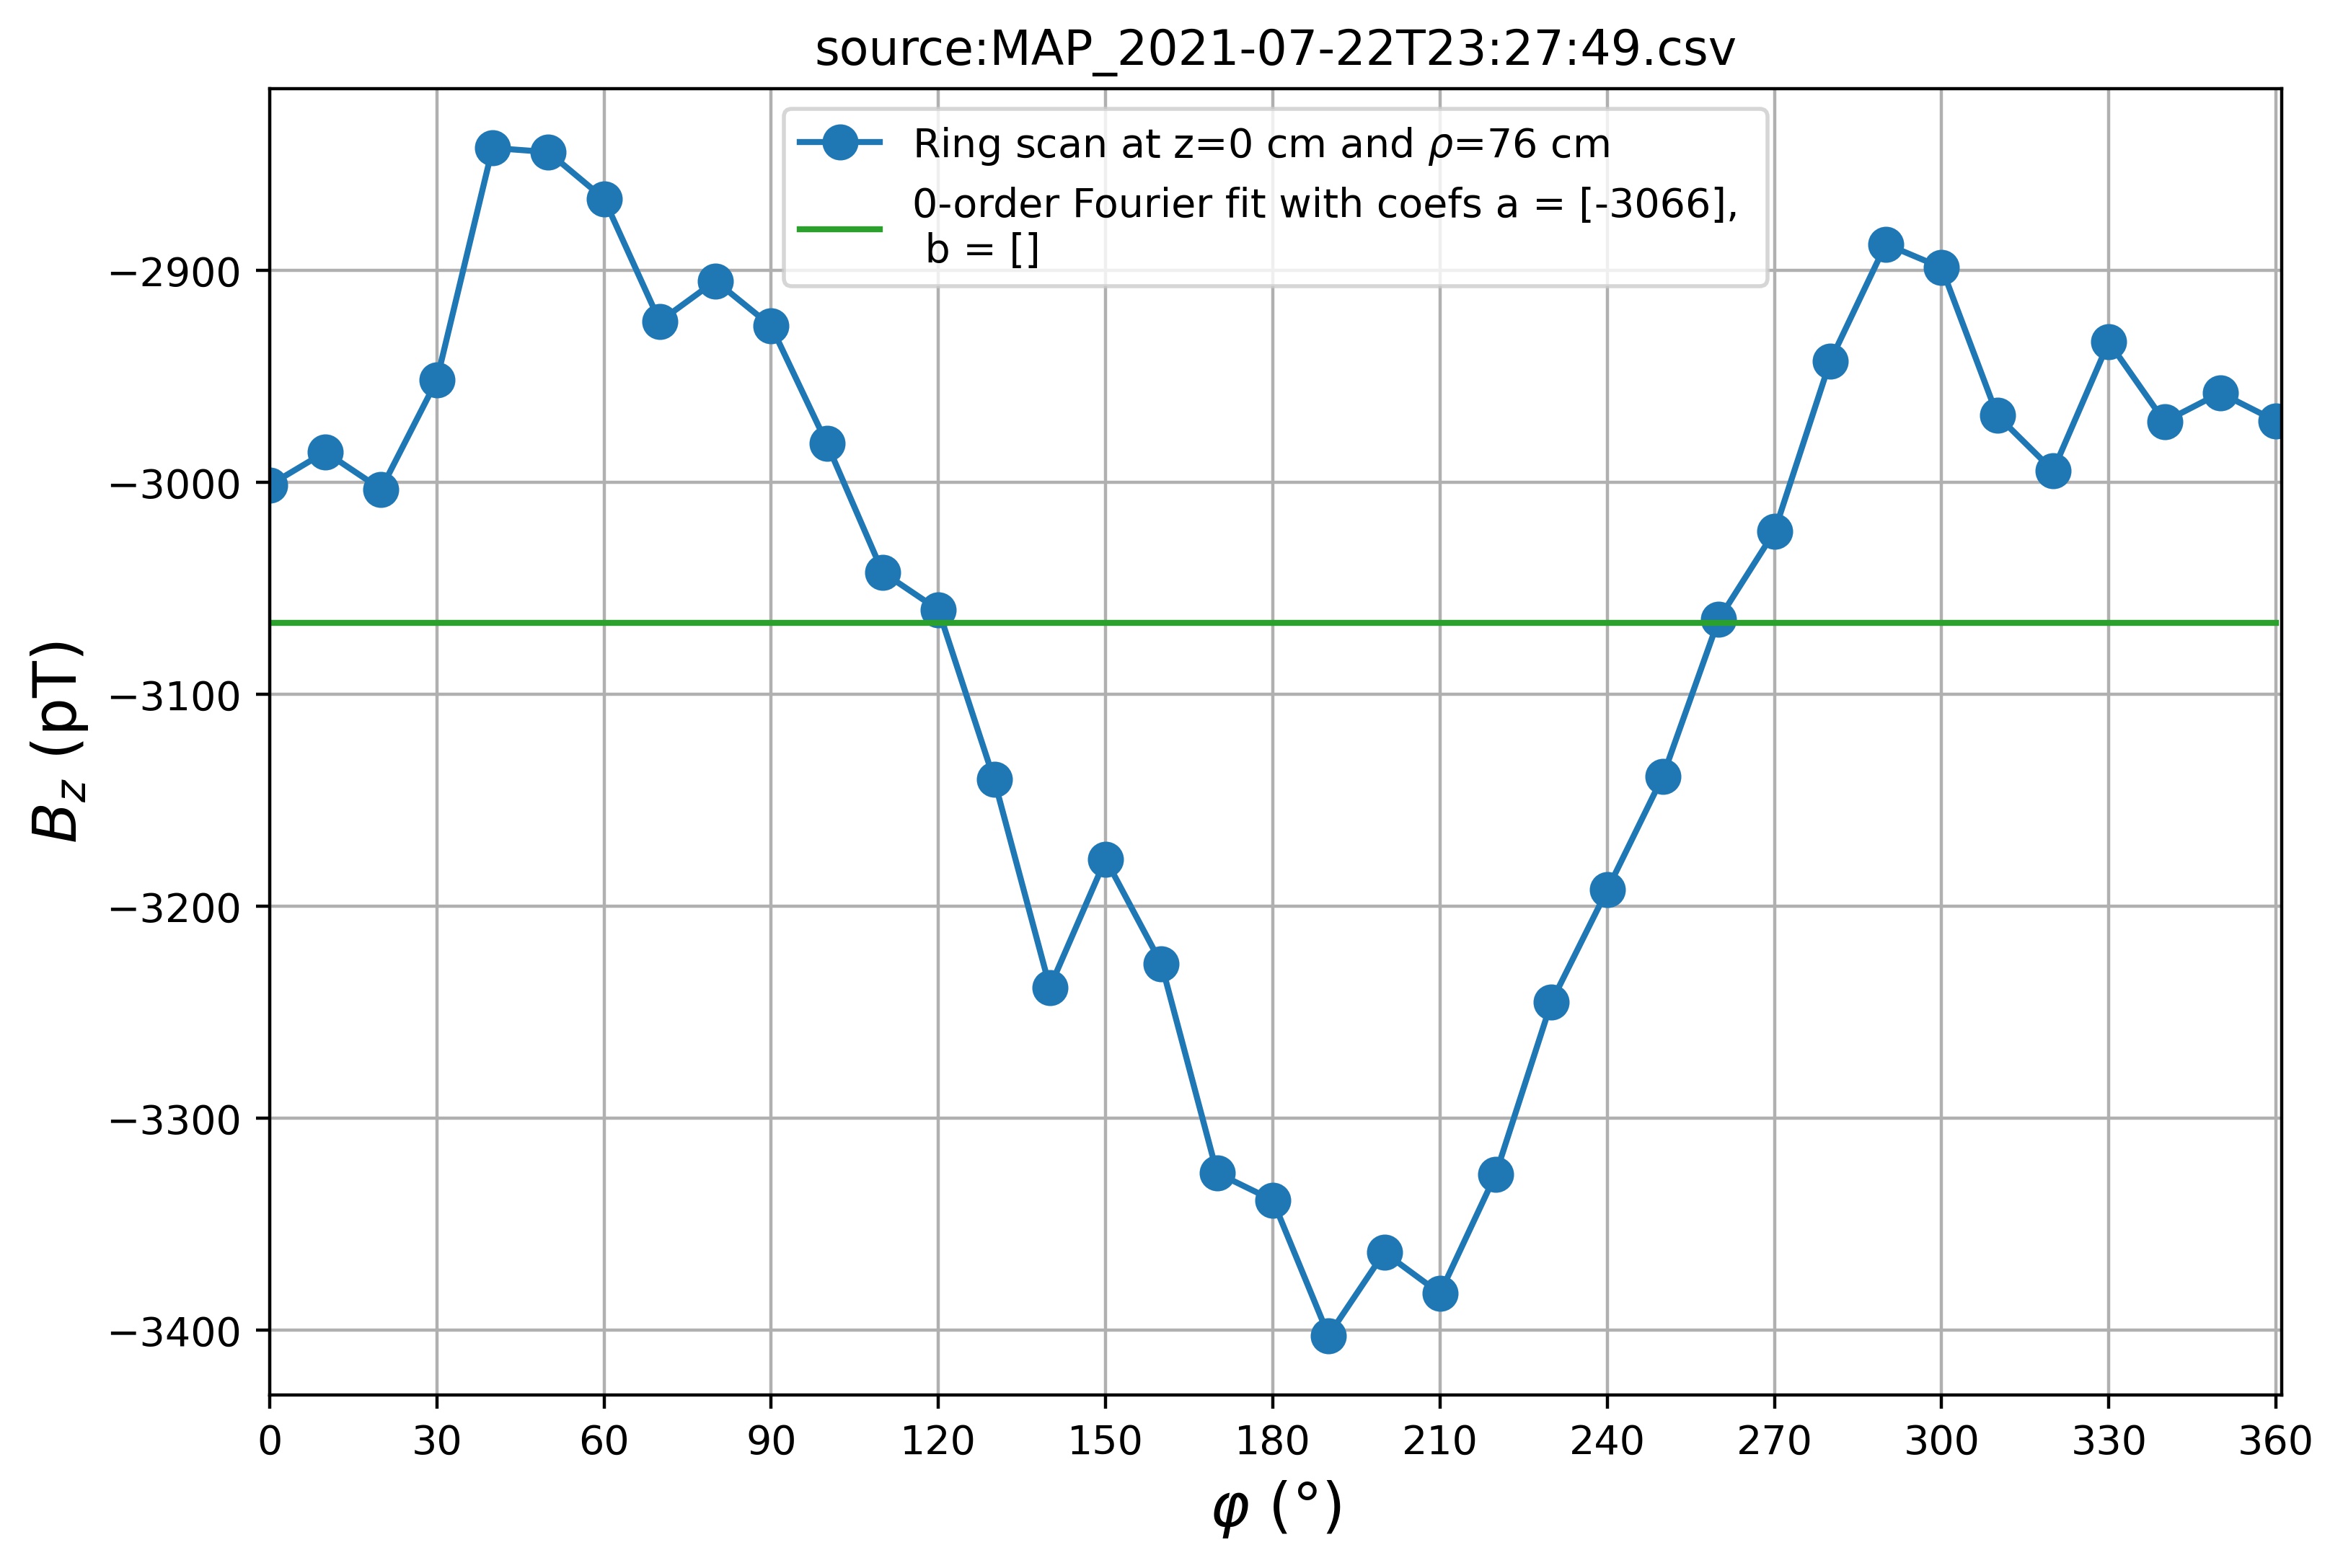 source:MAP_2021-07-22T23:27:49.csv
Ring scan at z=0 cm and ρ=76 cm
0-order Fourier fit with coefs a = [-3066],
b = []
−2900
−3000
−3100
−3200
−3300
−3400
B_z (pT)
0 30 60 90 120 150 180 210 240 270 300 330 360
φ (°)